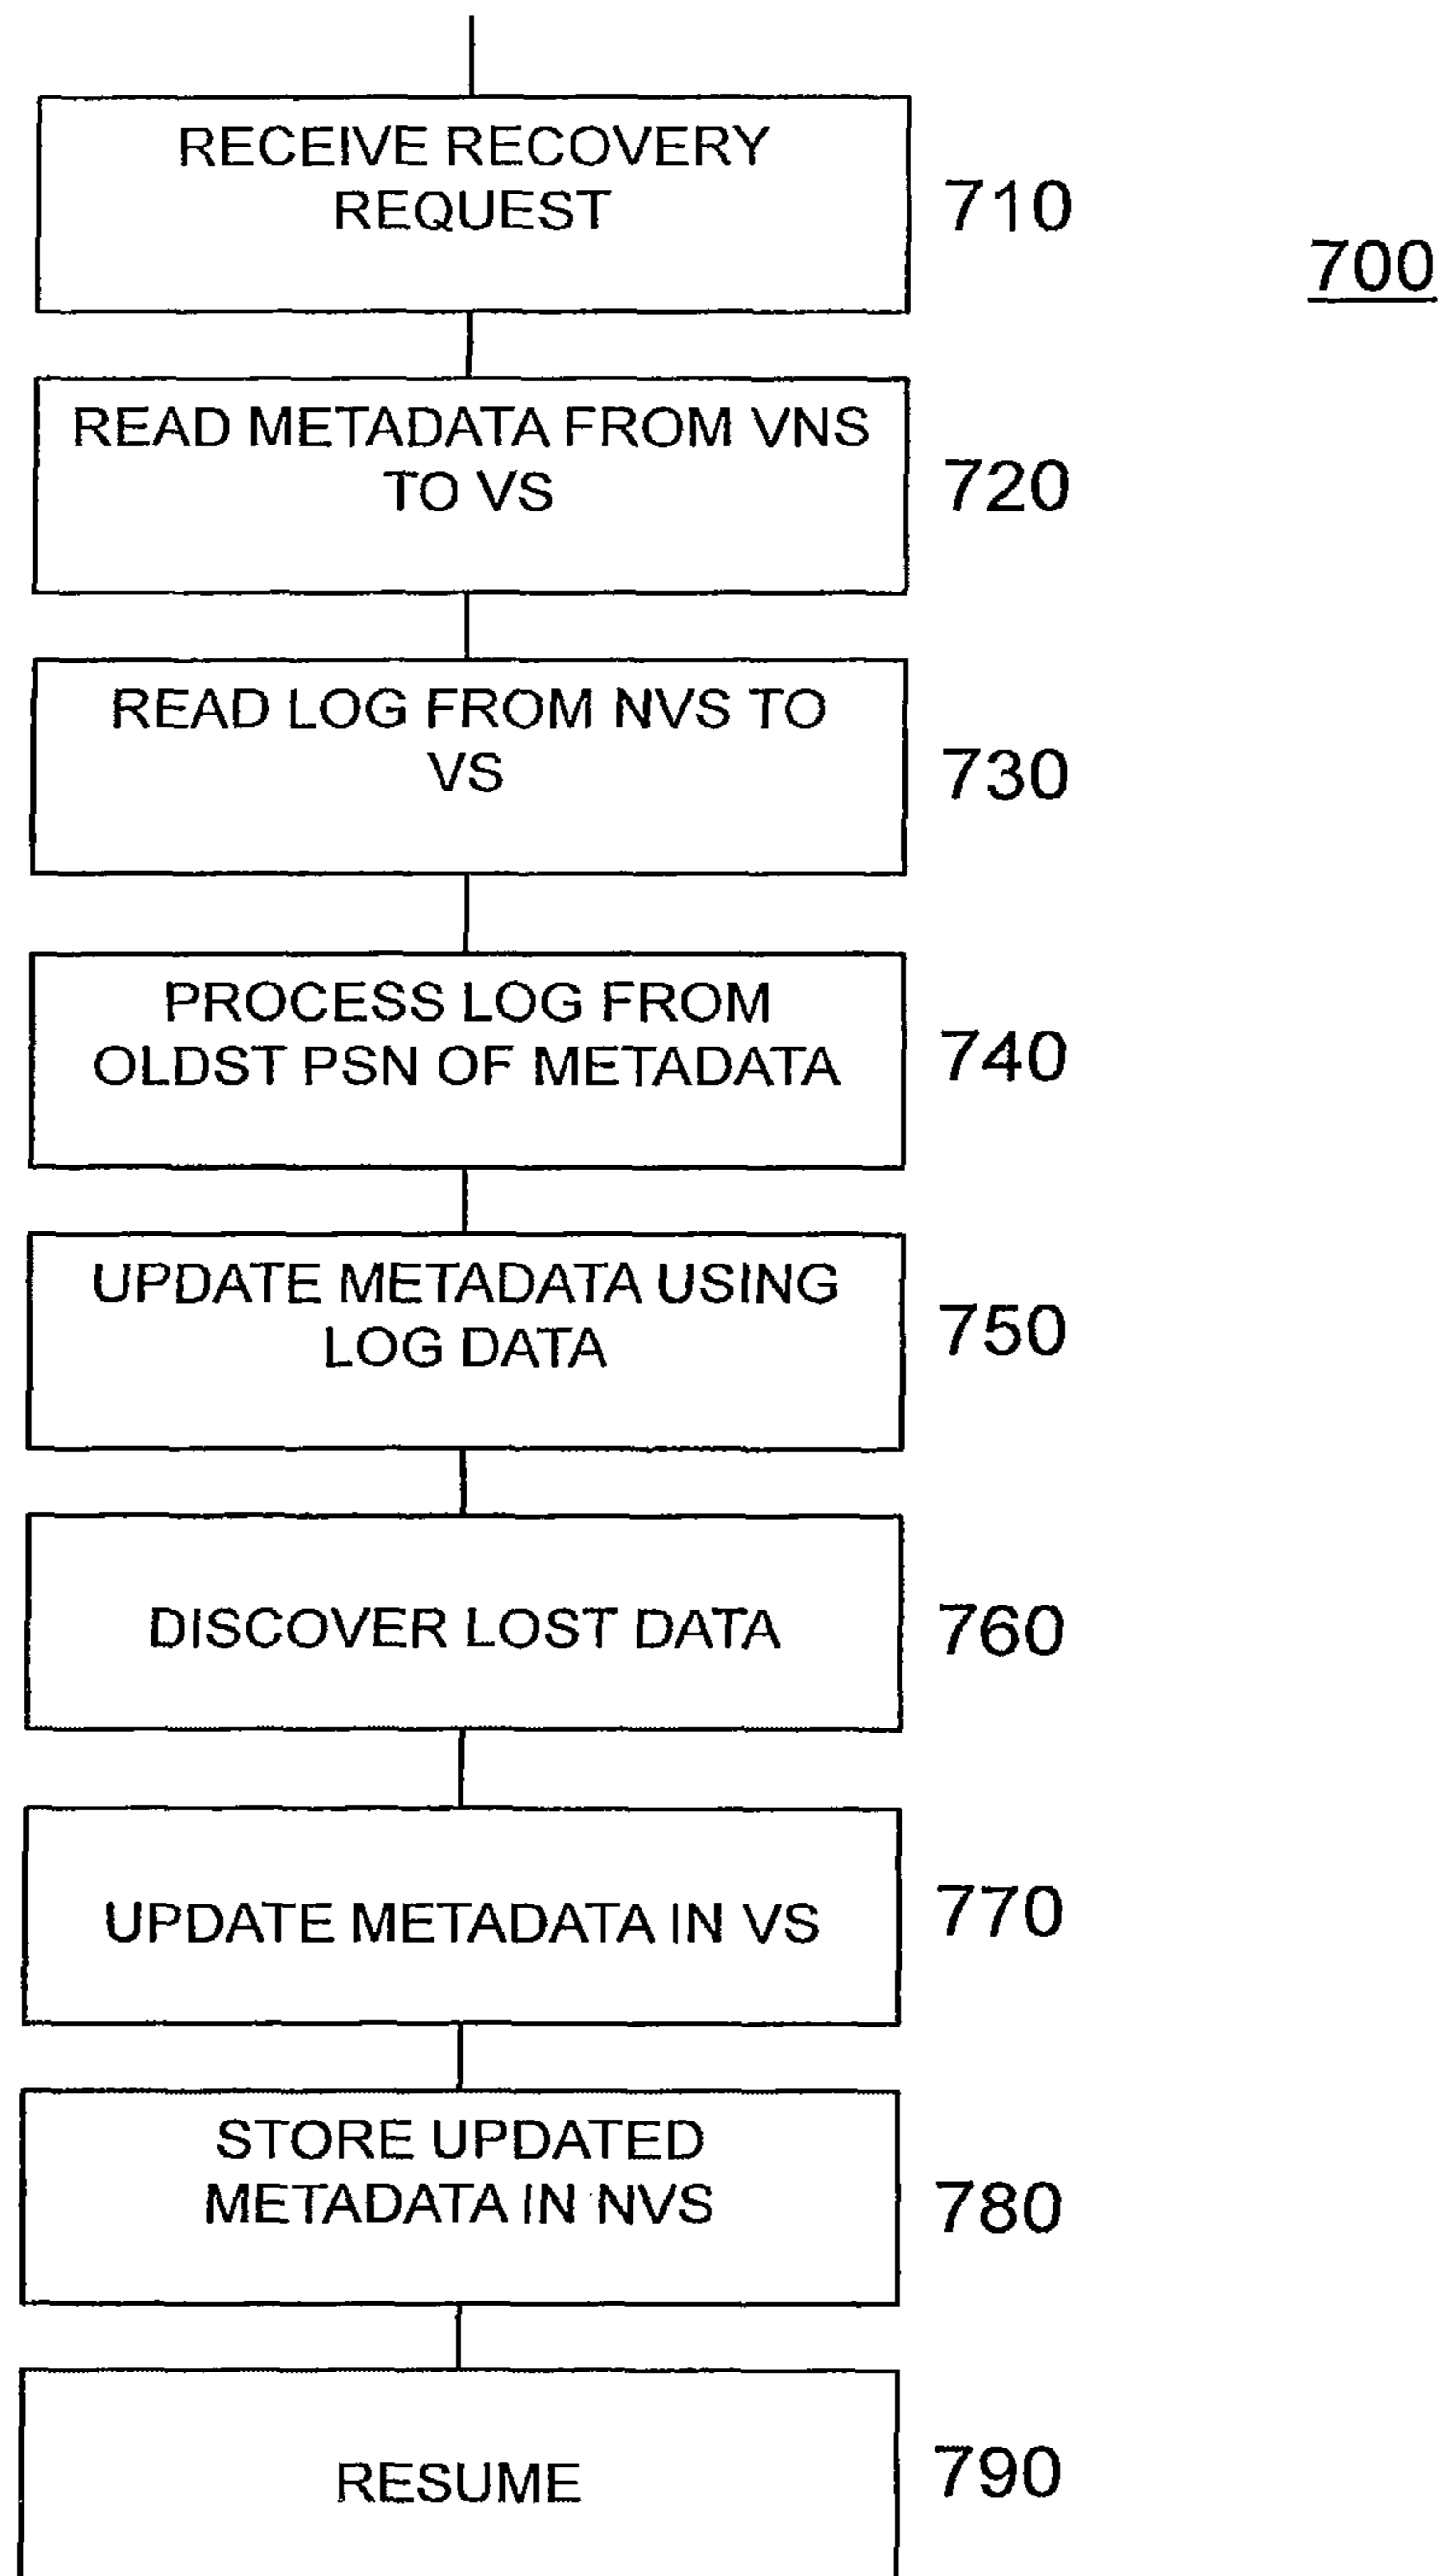 RECEIVE RECOVERY
REQUEST
710
700
READ METADATA FROM VNS
TO VS
720
READ LOG FROM NVS TO
VS
730
PROCESS LOG FROM
OLDST PSN OF METADATA
740
UPDATE METADATA USING
LOG DATA
750
DISCOVER LOST DATA
760
UPDATE METADATA IN VS
770
STORE UPDATED
METADATA IN NVS
780
RESUME
790